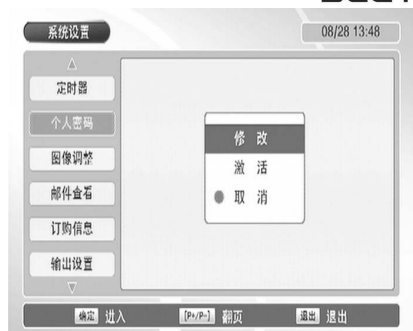 系统设置
08/28 13:48
定时器
个人密码
图像调整
邮件查看
订购信息
输出设置
修 改
激 活
取 消
确定 进入
[P+/P-] 翻页
退出 退出